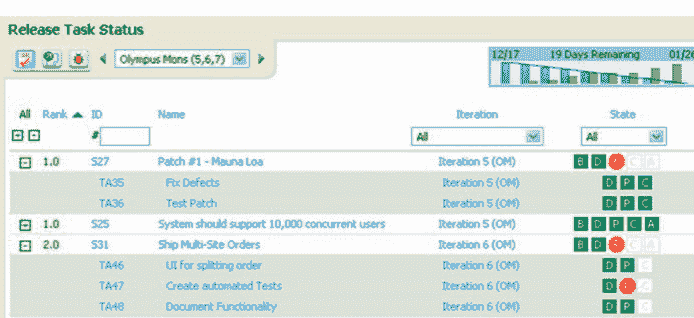 Release Task Status
Olympus Mons (5,6,7)
12/17 19 Days Remaining 01/26
All Rank ID Name Iteration State
# All All
1.0 S27 Patch #1 - Mauna Loa Iteration 5 (OM) B D C A
TA35 Fix Defects Iteration 5 (OM) D P C
TA36 Test Patch Iteration 5 (OM) D P C
1.0 S25 System should support 10,000 concurrent users Iteration 5 (OM) B D P C A
2.0 S31 Ship Multi-Site Orders Iteration 6 (OM) B D C A
TA46 UI for splitting order Iteration 6 (OM) D P C
TA47 Create automated Tests Iteration 6 (OM) D C
TA48 Document Functionality Iteration 6 (OM) D P C